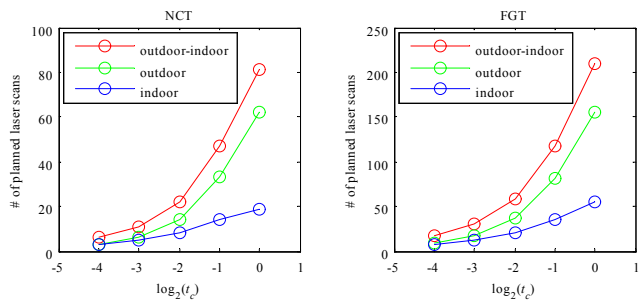 NCT
100
80
60
40
20
0
# of planned laser scans
outdoor-indoor
outdoor
indoor
-5 -4 -3 -2 -1 0 1
log2(tc)
FGT
250
200
150
100
50
0
# of planned laser scans
outdoor-indoor
outdoor
indoor
-5 -4 -3 -2 -1 0 1
log2(tc)